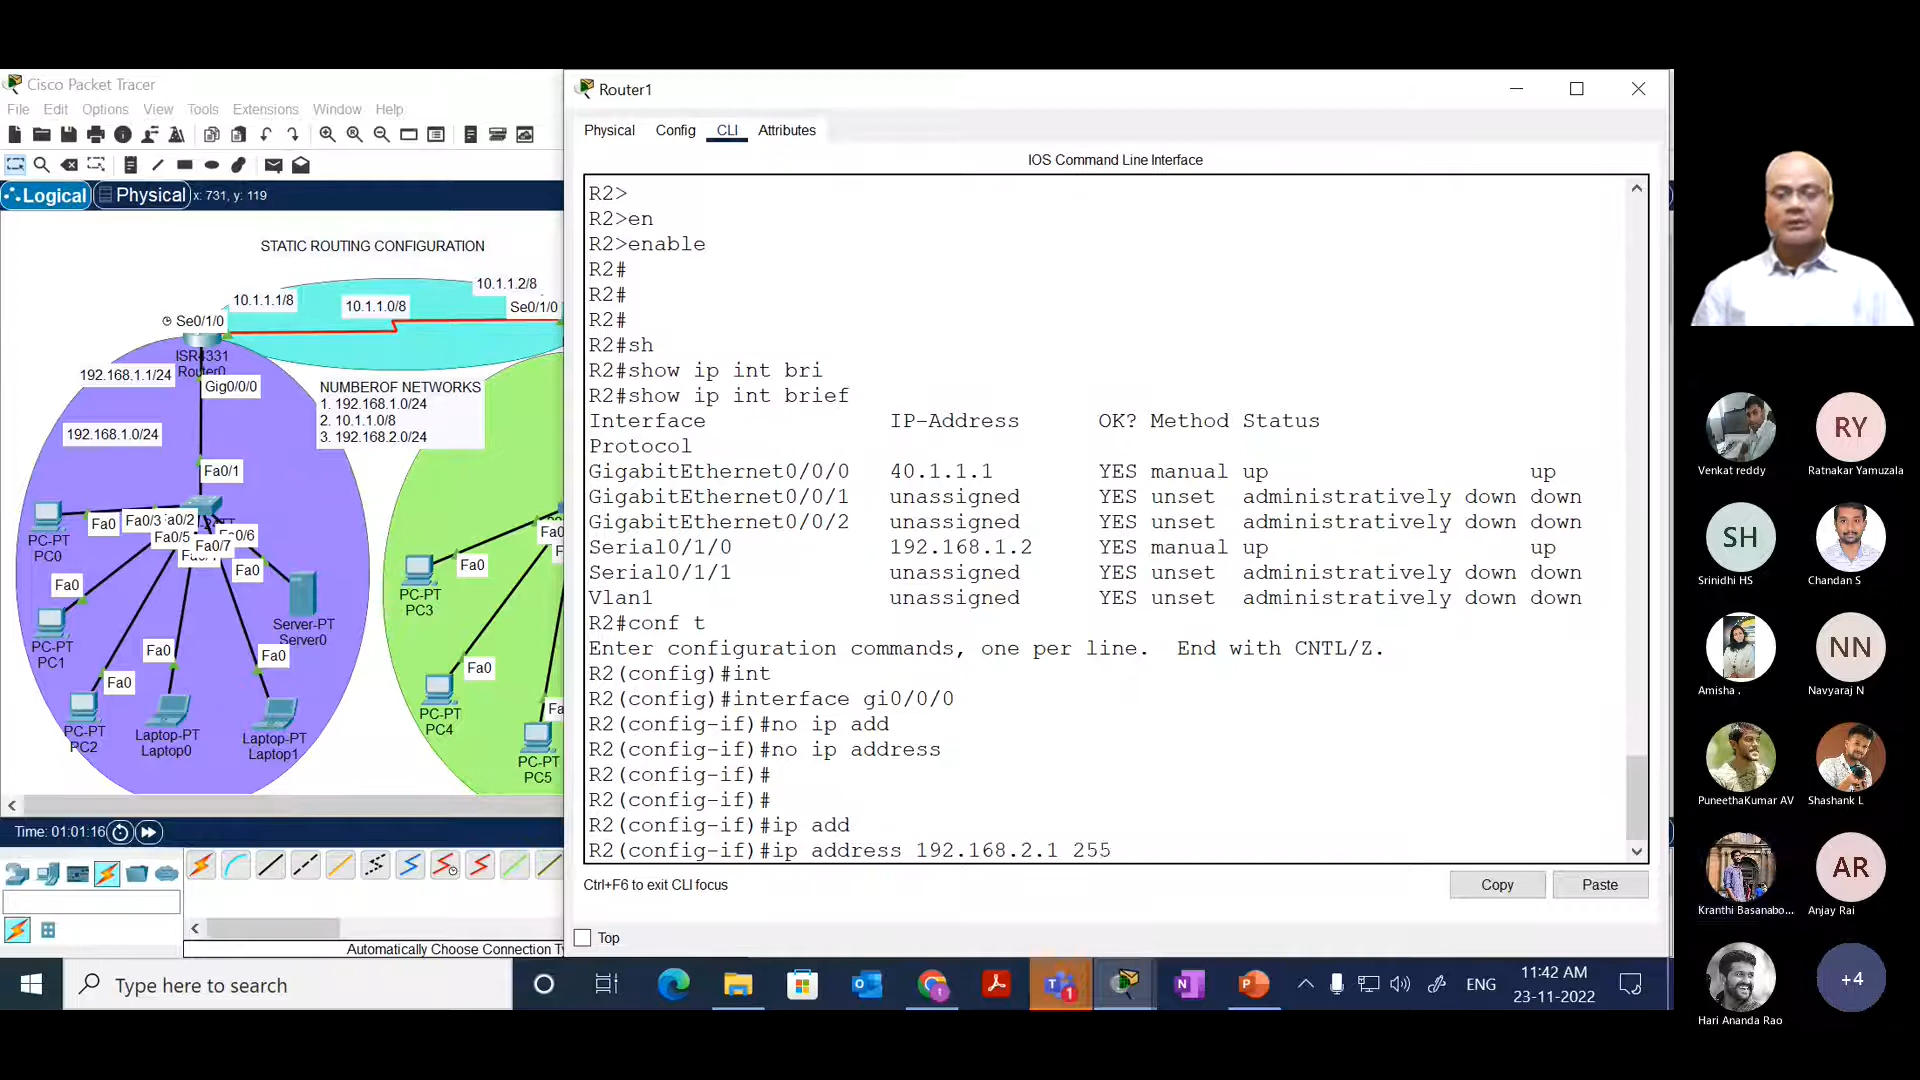 Cisco Packet Tracer
File Edit Options View Tools Extensions Window Help
Logical Physical x: 731, y: 119
STATIC ROUTING CONFIGURATION
10.1.1.2/8
10.1.1.1/8
10.1.1.0/8
Se0/1/0
Se0/1/0
ISR4331
Router0
192.168.1.1/24
Gig0/0/0
NUMBEROF NETWORKS
1. 192.168.1.0/24
2. 10.1.1.0/8
3. 192.168.2.0/24
192.168.1.0/24
Fa0/1
Fa0/3
Fa0/5
Fa0/7
Fa0
PC-PT
PC0
Fa0
Fa0
PC-PT
PC1
Server-PT
Server0
Fa0
Fa0
Fa0
PC-PT
PC2
Laptop-PT
Laptop0
Laptop-PT
Laptop1
Fa0
PC-PT
PC3
Fa0
PC-PT
PC4
PC-PT
PC5
Time: 01:01:16
Automatically Choose Connection Ty
Router1
Physical Config CLI Attributes
IOS Command Line Interface
R2>
R2>en
R2>enable
R2#
R2#
R2#
R2#sh
R2#show ip int bri
R2#show ip int brief
Interface IP-Address OK? Method Status
Protocol
GigabitEthernet0/0/0 40.1.1.1 YES manual up up
GigabitEthernet0/0/1 unassigned YES unset administratively down down
GigabitEthernet0/0/2 unassigned YES unset administratively down down
Serial0/1/0 192.168.1.2 YES manual up up
Serial0/1/1 unassigned YES unset administratively down down
Vlan1 unassigned YES unset administratively down down
R2#conf t
Enter configuration commands, one per line. End with CNTL/Z.
R2(config)#int
R2(config)#interface gi0/0/0
R2(config-if)#no ip add
R2(config-if)#no ip address
R2(config-if)#
R2(config-if)#
R2(config-if)#ip add
R2(config-if)#ip address 192.168.2.1 255
Ctrl+F6 to exit CLI focus
Copy
Paste
Top
Type here to search
ENG
11:42 AM
23-11-2022
Venkat reddy
RY
Ratnakar Yamuzala
SH
Srinidhi HS
Chandan S
Amisha .
NN
Navyaraj N
PuneethaKumar AV
Shashank L
Kranthi Basanabo...
AR
Anjay Rai
Hari Ananda Rao
+4